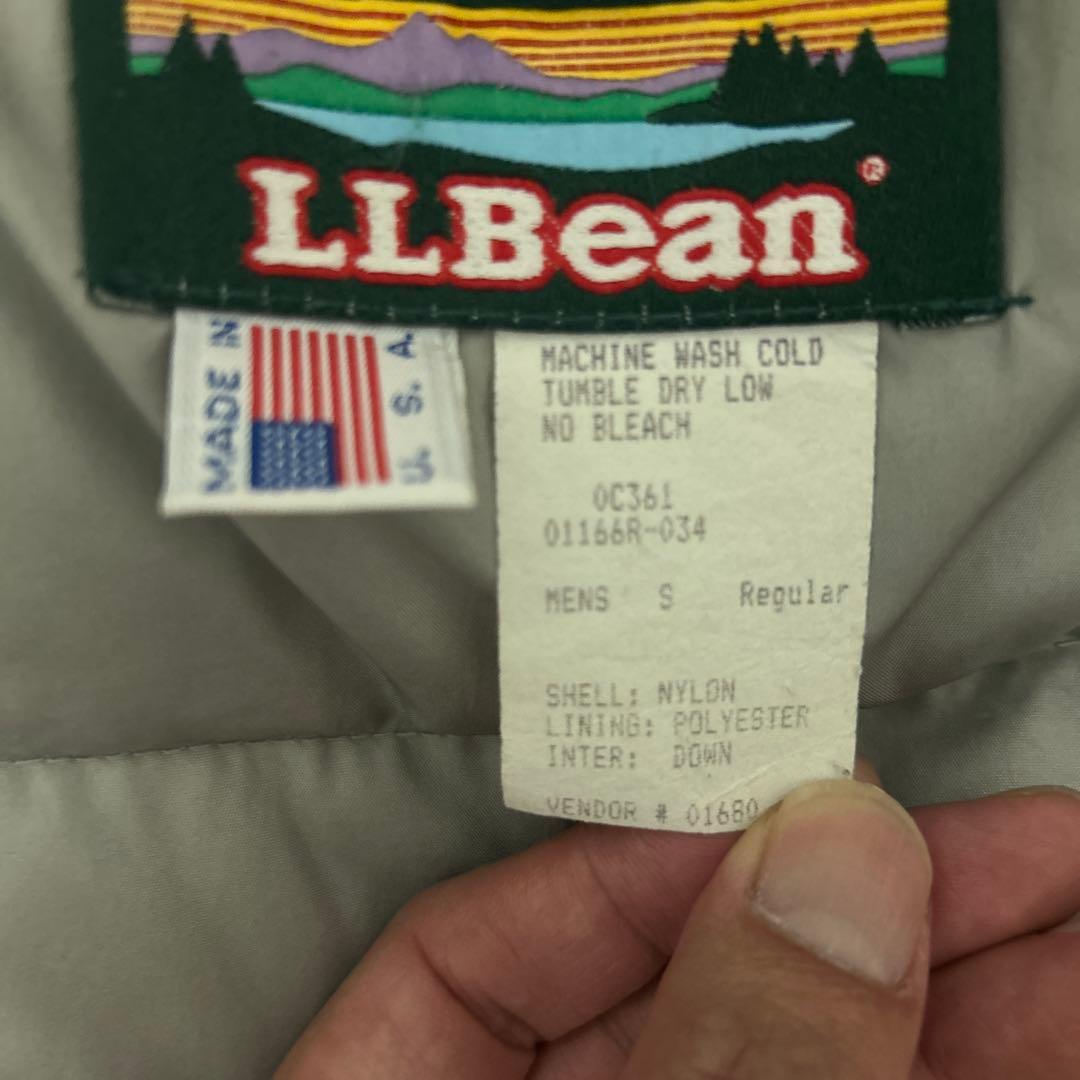 LLBean®
MADE IN
U. S. A.
MACHINE WASH COLD
TUMBLE DRY LOW
NO BLEACH
0C361
01166R-034
MENS S Regular
SHELL: NYLON
LINING: POLYESTER
INTER: DOWN
VENDOR # 01680